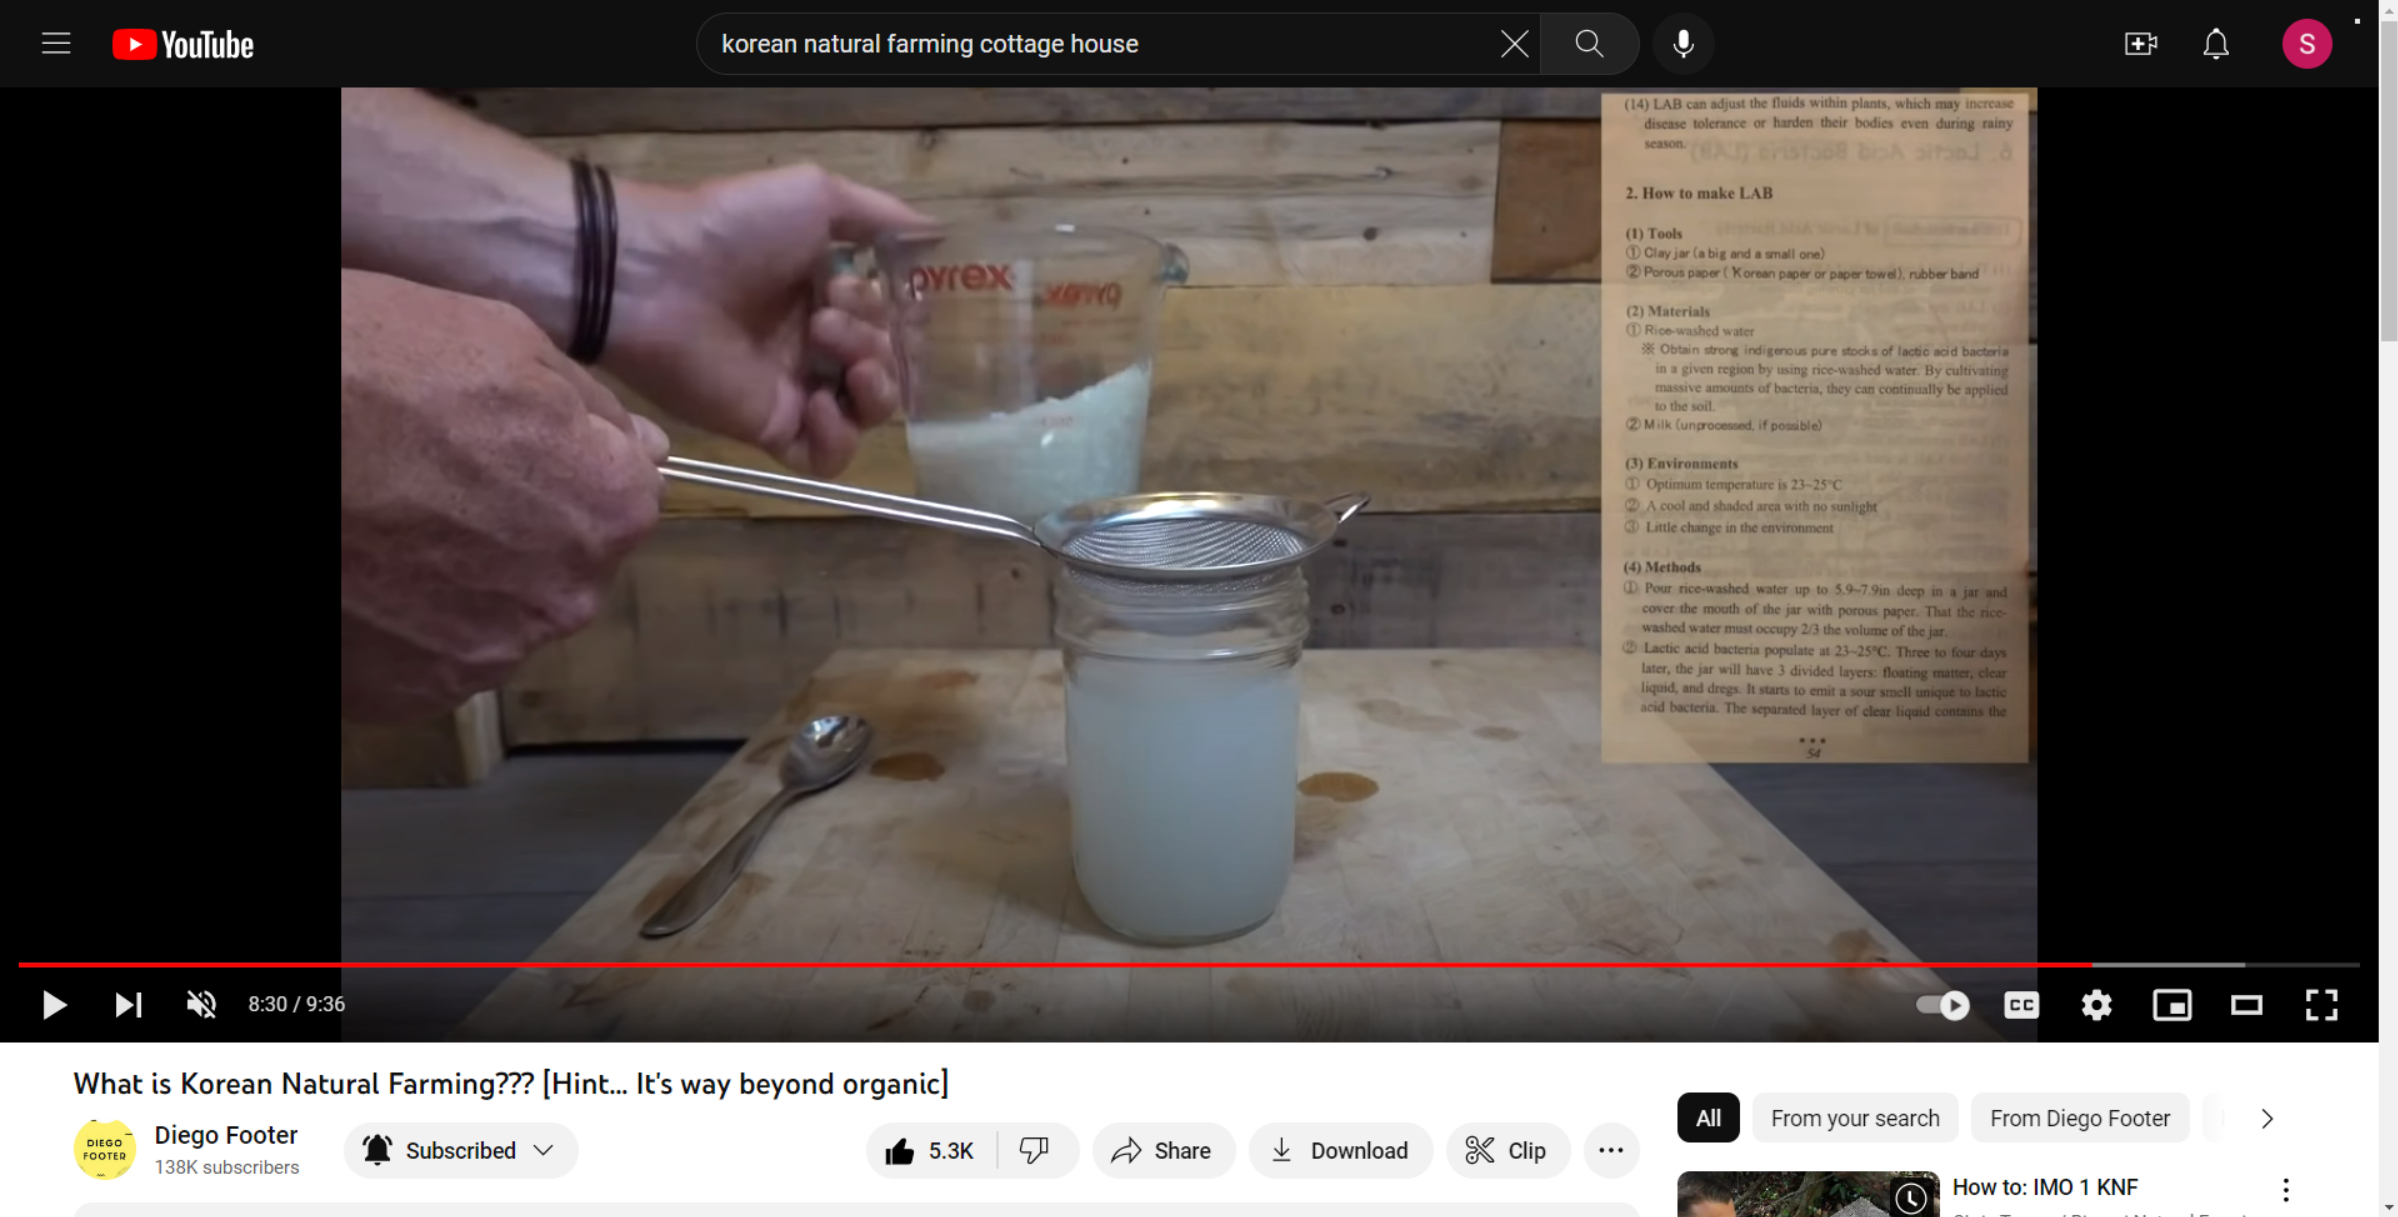 YouTube
korean natural farming cottage house
S
(14) LAB can adjust the fluids within plants, which may increase
disease tolerance or harden their bodies even during rainy
season.
2. How to make LAB
(1) Tools
① Clay jar (a big and a small one)
② Porous paper (Korean paper or paper towel), rubber band
(2) Materials
① Rice-washed water
※ Obtain strong indigenous pure stocks of lactic acid bacteria
in a given region by using rice-washed water. By cultivating
massive amounts of bacteria, they can continually be applied
to the soil.
② Milk (unprocessed, if possible)
(3) Environments
① Optimum temperature is 23~25°C
② A cool and shaded area with no sunlight
③ Little change in the environment
(4) Methods
① Pour rice-washed water up to 5.9~7.9in deep in a jar and
cover the mouth of the jar with porous paper. That the rice-
washed water must occupy 2/3 the volume of the jar.
② Lactic acid bacteria populate at 23~25°C. Three to four days
later, the jar will have 3 divided layers: floating matter, clear
liquid, and dregs. It starts to emit a sour smell unique to lactic
acid bacteria. The separated layer of clear liquid contains the
54
pyrex
pyrex
8:30 / 9:36
CC
What is Korean Natural Farming??? [Hint... It's way beyond organic]
DIEGO
FOOTER
Diego Footer
138K subscribers
Subscribed
5.3K
Share
Download
Clip
All
From your search
From Diego Footer
How to: IMO 1 KNF